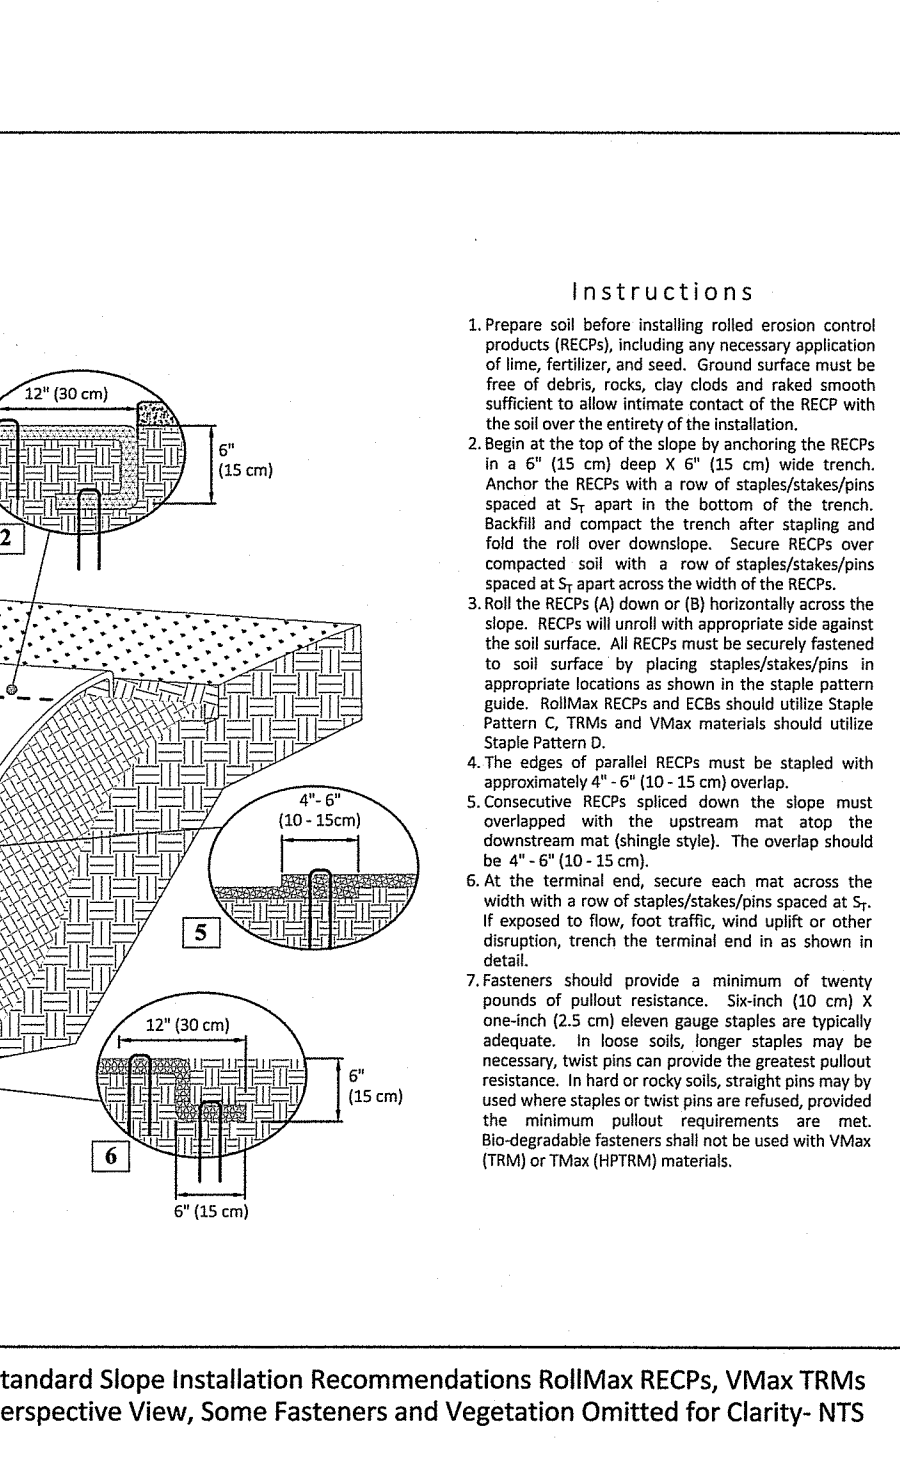 Instructions
1. Prepare soil before installing rolled erosion control
products (RECPs), including any necessary application
of lime, fertilizer, and seed. Ground surface must be
free of debris, rocks, clay clods and raked smooth
sufficient to allow intimate contact of the RECP with
the soil over the entirety of the installation.
2. Begin at the top of the slope by anchoring the RECPs
in a 6" (15 cm) deep X 6" (15 cm) wide trench.
Anchor the RECPs with a row of staples/stakes/pins
spaced at ST apart in the bottom of the trench.
Backfill and compact the trench after stapling and
fold the roll over downslope. Secure RECPs over
compacted soil with a row of staples/stakes/pins
spaced at ST apart across the width of the RECPs.
3. Roll the RECPs (A) down or (B) horizontally across the
slope. RECPs will unroll with appropriate side against
the soil surface. All RECPs must be securely fastened
to soil surface by placing staples/stakes/pins in
appropriate locations as shown in the staple pattern
guide. RollMax RECPs and ECBs should utilize Staple
Pattern C, TRMs and VMax materials should utilize
Staple Pattern D.
4. The edges of parallel RECPs must be stapled with
approximately 4" - 6" (10 - 15 cm) overlap.
5. Consecutive RECPs spliced down the slope must
overlapped with the upstream mat atop the
downstream mat (shingle style). The overlap should
be 4" - 6" (10 - 15 cm).
6. At the terminal end, secure each mat across the
width with a row of staples/stakes/pins spaced at ST.
If exposed to flow, foot traffic, wind uplift or other
disruption, trench the terminal end in as shown in
detail.
7. Fasteners should provide a minimum of twenty
pounds of pullout resistance. Six-inch (10 cm) X
one-inch (2.5 cm) eleven gauge staples are typically
adequate. In loose soils, longer staples may be
necessary, twist pins can provide the greatest pullout
resistance. In hard or rocky soils, straight pins may by
used where staples or twist pins are refused, provided
the minimum pullout requirements are met.
Bio-degradable fasteners shall not be used with VMax
(TRM) or TMax (HPTRM) materials.
12" (30 cm)
6"
(15 cm)
2
4"- 6"
(10 - 15cm)
5
12" (30 cm)
6"
(15 cm)
6
6" (15 cm)
tandard Slope Installation Recommendations RollMax RECPs, VMax TRMs
erspective View, Some Fasteners and Vegetation Omitted for Clarity- NTS